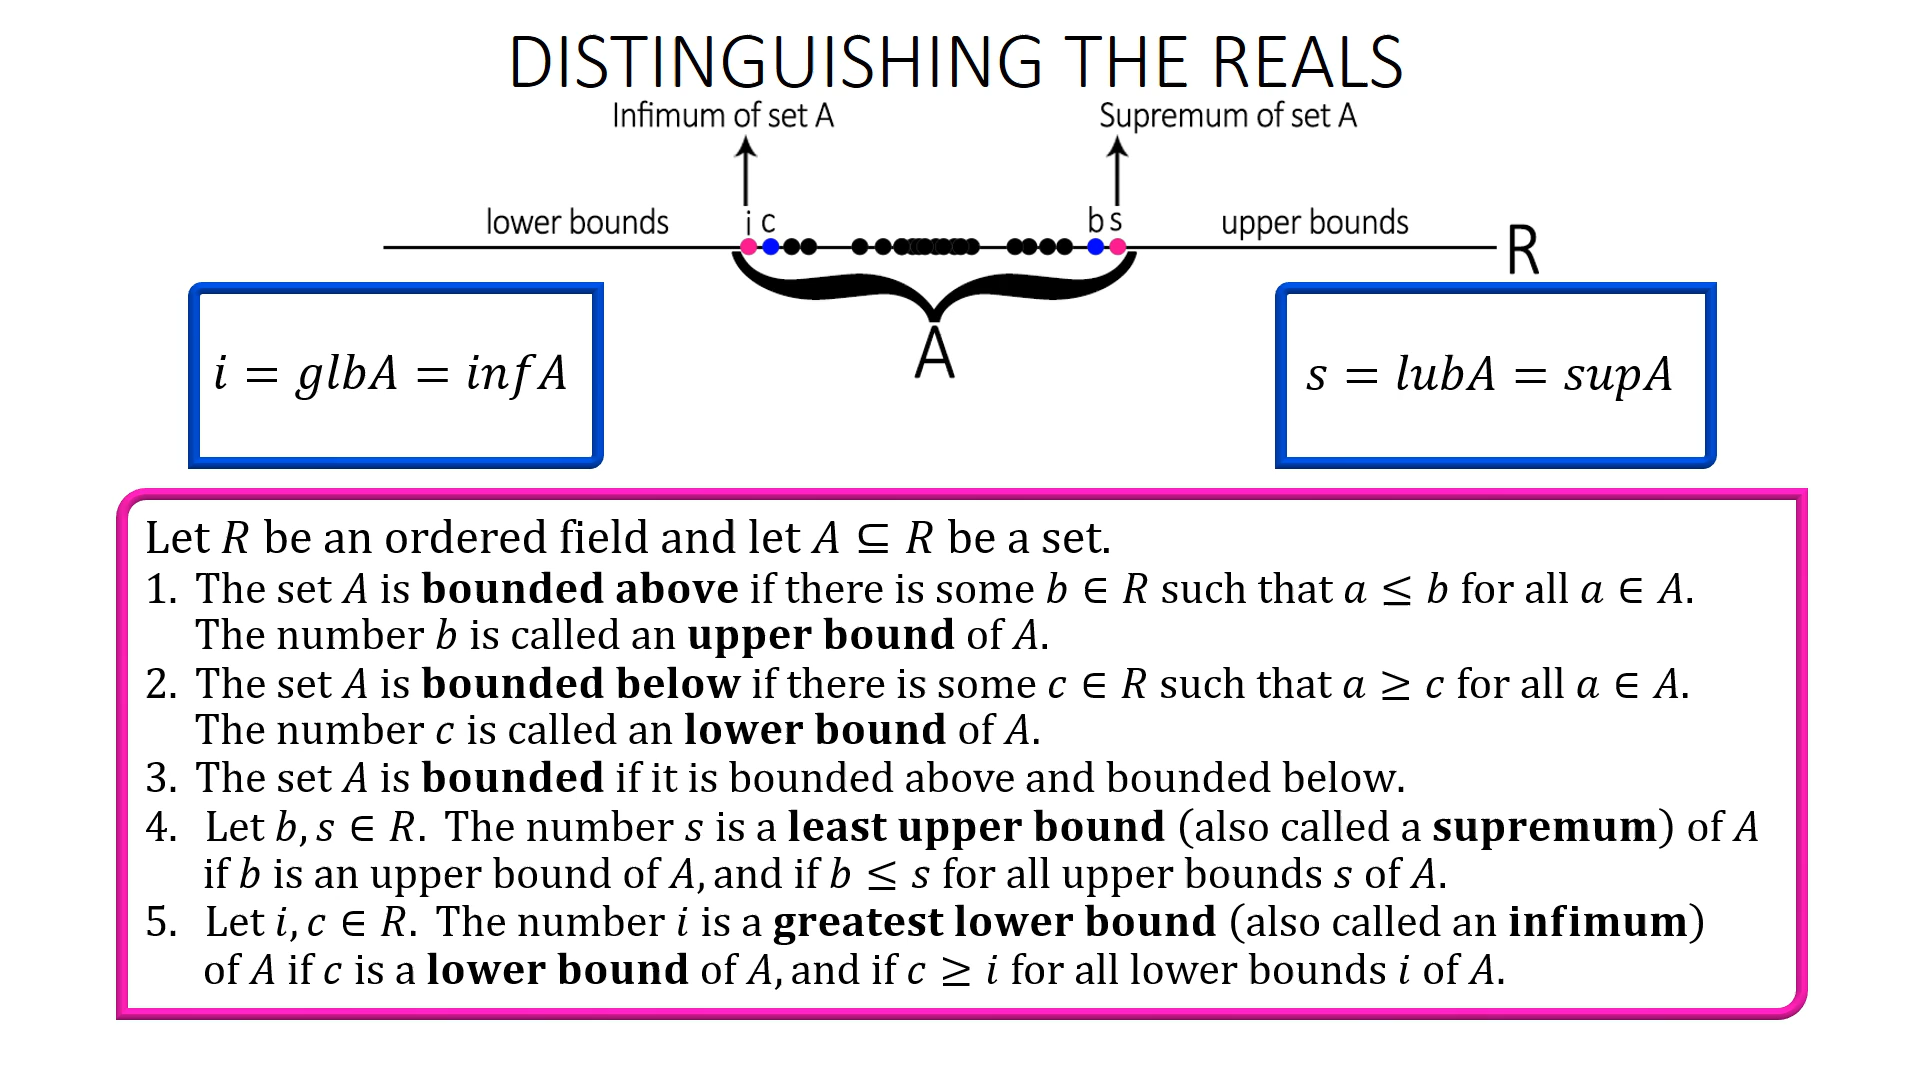 DISTINGUISHING THE REALS
Infimum of set A
Supremum of set A
lower bounds
i c
b s
upper bounds
R
A
i = glbA = infA
s = lubA = supA
Let R be an ordered field and let A ⊆ R be a set.
1. The set A is bounded above if there is some b ∈ R such that a ≤ b for all a ∈ A.
The number b is called an upper bound of A.
2. The set A is bounded below if there is some c ∈ R such that a ≥ c for all a ∈ A.
The number c is called an lower bound of A.
3. The set A is bounded if it is bounded above and bounded below.
4. Let b, s ∈ R. The number s is a least upper bound (also called a supremum) of A
if b is an upper bound of A, and if b ≤ s for all upper bounds s of A.
5. Let i, c ∈ R. The number i is a greatest lower bound (also called an infimum)
of A if c is a lower bound of A, and if c ≥ i for all lower bounds i of A.